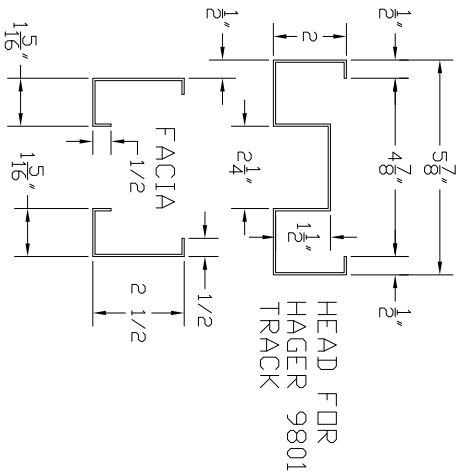 5 7/8"
1/2" 4 7/8" 1/2"
2
1 1/2"
HEAD FOR
HAGER 9801
TRACK
1/2" 2 1/4"
1/2
FACIA
1/2
2 1/2
1 5/16" 1 5/16"